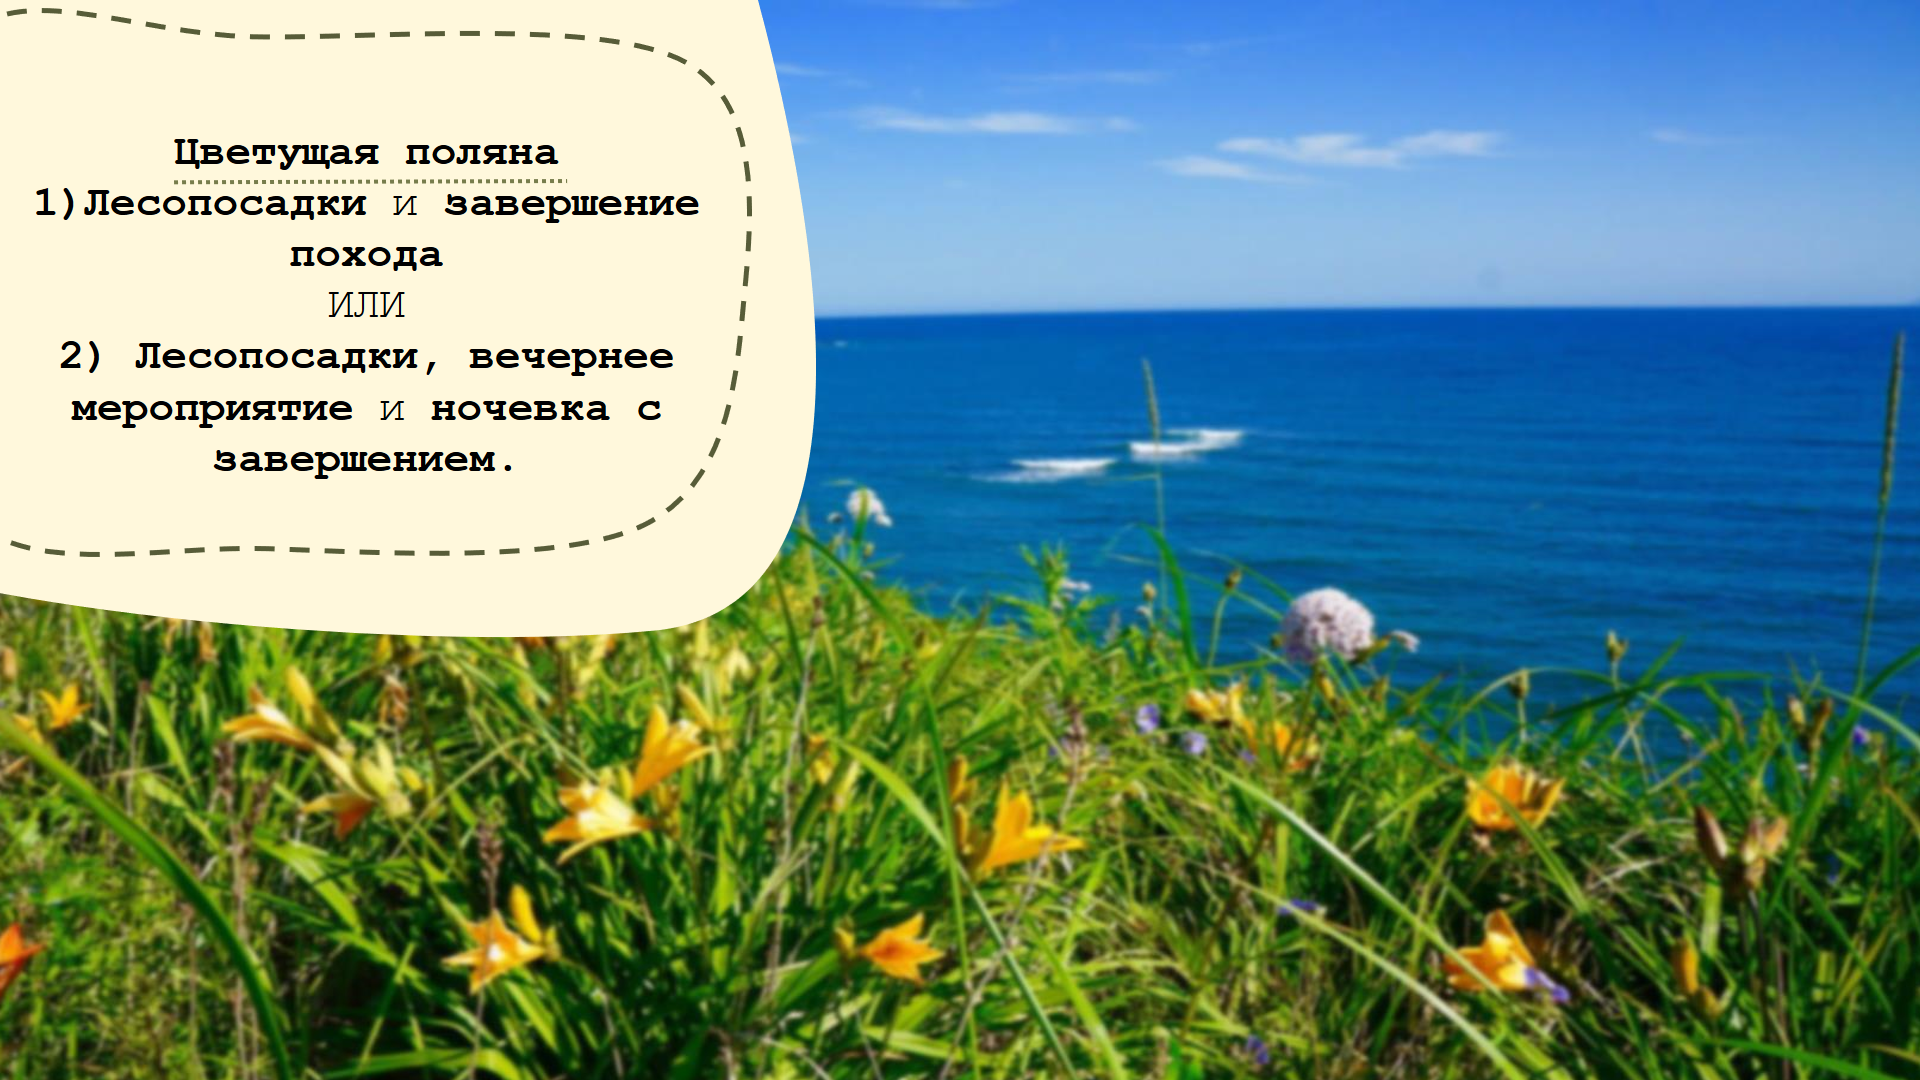 Цветущая поляна
1)Лесопосадки и завершение
похода
ИЛИ
2) Лесопосадки, вечернее
мероприятие и ночевка с
завершением.